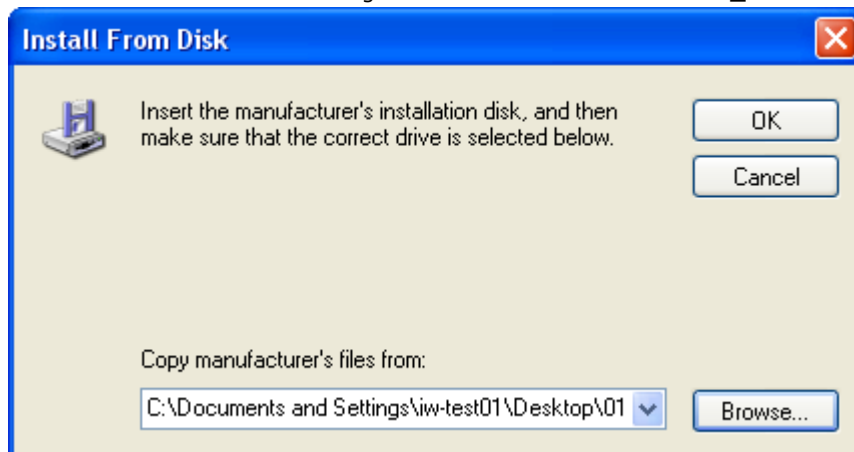 Install From Disk
Insert the manufacturer's installation disk, and then
make sure that the correct drive is selected below.
OK
Cancel
Copy manufacturer's files from:
C:\Documents and Settings\iw-test01\Desktop\01
Browse...